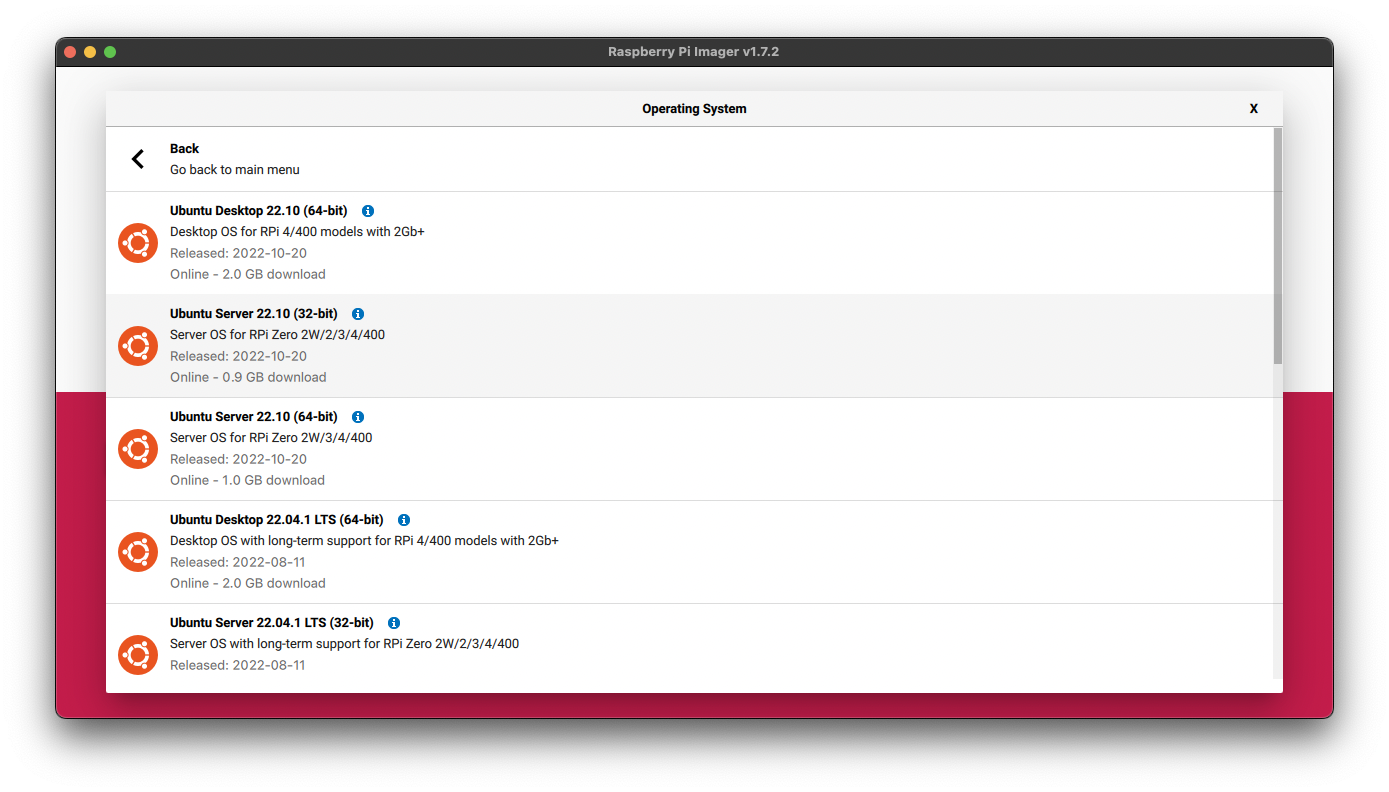 Raspberry Pi Imager v1.7.2
Operating System
X
Back
Go back to main menu
Ubuntu Desktop 22.10 (64-bit)
Desktop OS for RPi 4/400 models with 2Gb+
Released: 2022-10-20
Online - 2.0 GB download
Ubuntu Server 22.10 (32-bit)
Server OS for RPi Zero 2W/2/3/4/400
Released: 2022-10-20
Online - 0.9 GB download
Ubuntu Server 22.10 (64-bit)
Server OS for RPi Zero 2W/3/4/400
Released: 2022-10-20
Online - 1.0 GB download
Ubuntu Desktop 22.04.1 LTS (64-bit)
Desktop OS with long-term support for RPi 4/400 models with 2Gb+
Released: 2022-08-11
Online - 2.0 GB download
Ubuntu Server 22.04.1 LTS (32-bit)
Server OS with long-term support for RPi Zero 2W/2/3/4/400
Released: 2022-08-11